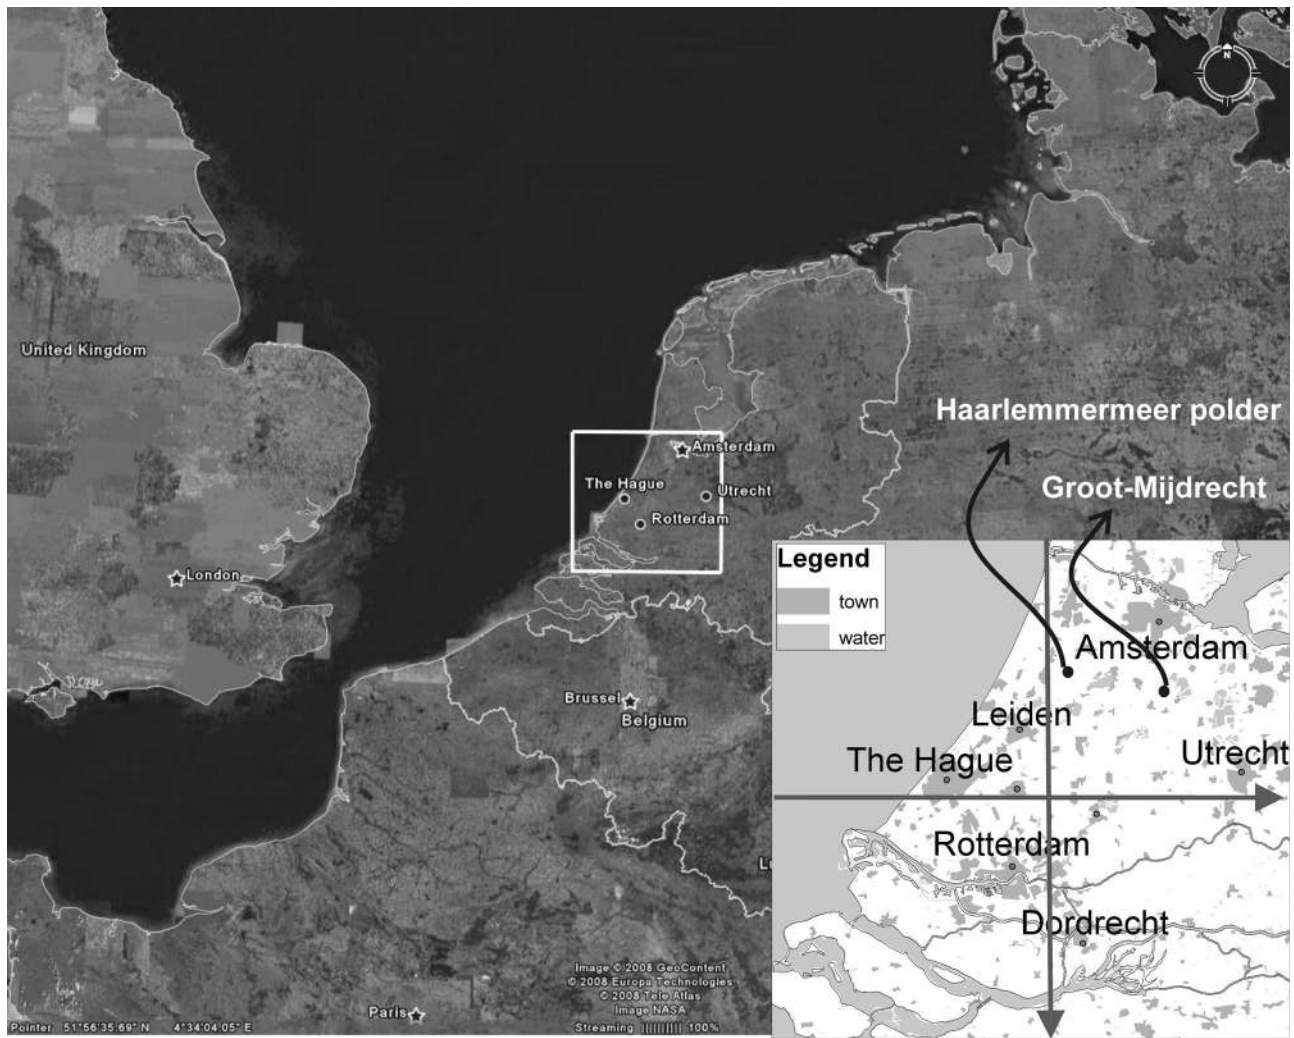 N
United Kingdom
Haarlemmermeer polder
Amsterdam
Groot-Mijdrecht
The Hague
Utrecht
Rotterdam
London
Legend
town
water
Amsterdam
Brussel
Belgium
Leiden
The Hague
Utrecht
Rotterdam
Lu
Dordrecht
Image © 2008 GeoContent
© 2008 Europa Technologies
© 2008 Tele Atlas
Image NASA
Paris
Pointer 51°56'35.69" N 4°34'04.05" E
Streaming |||||||||| 100%